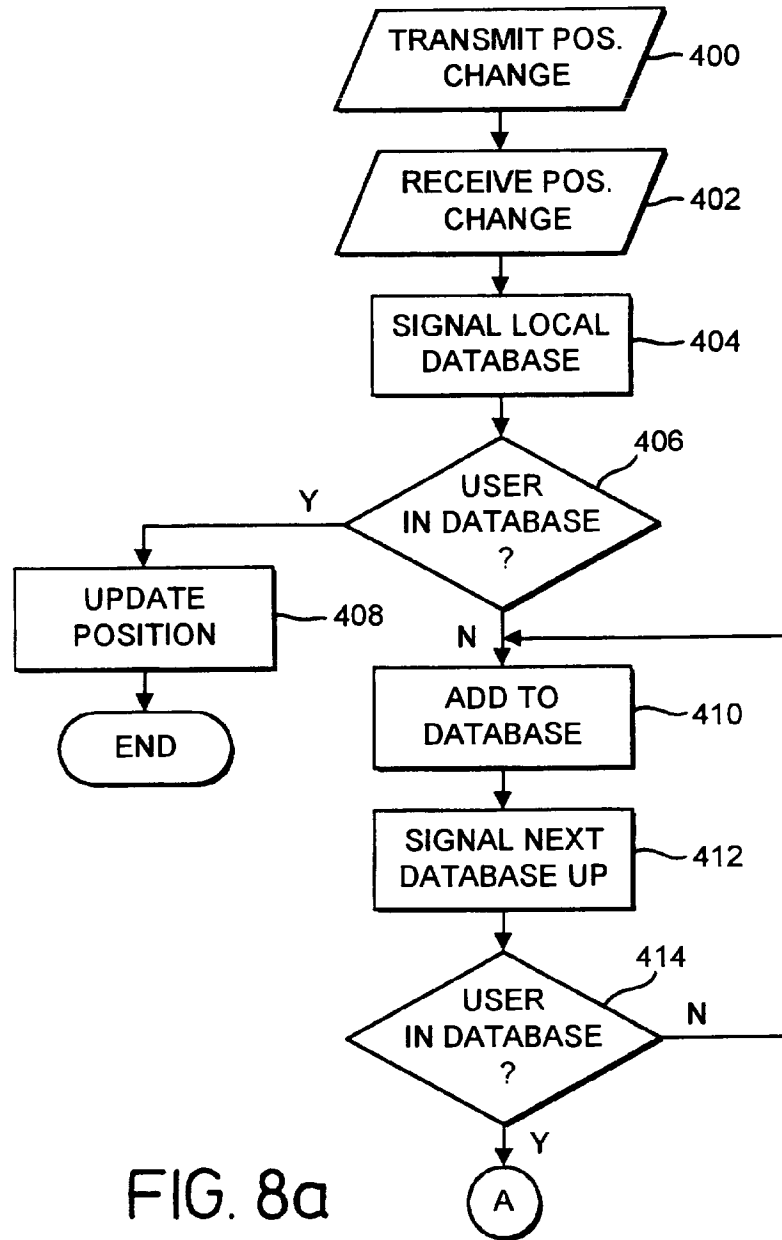 TRANSMIT POS.
CHANGE
400
RECEIVE POS.
CHANGE
402
SIGNAL LOCAL
DATABASE
404
406
USER
IN DATABASE
?
Y
UPDATE
POSITION
408
N
END
ADD TO
DATABASE
410
SIGNAL NEXT
DATABASE UP
412
414
USER
IN DATABASE
?
N
Y
A
FIG. 8a